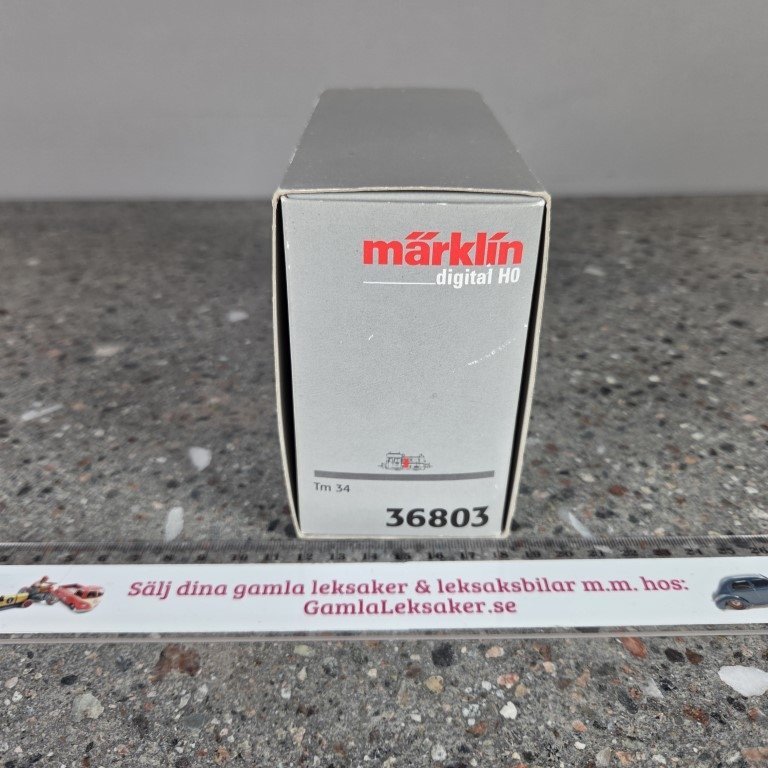 märklin
digital H0
Tm 34
36803
Sälj dina gamla leksaker & leksaksbilar m.m. hos:
GamlaLeksaker.se